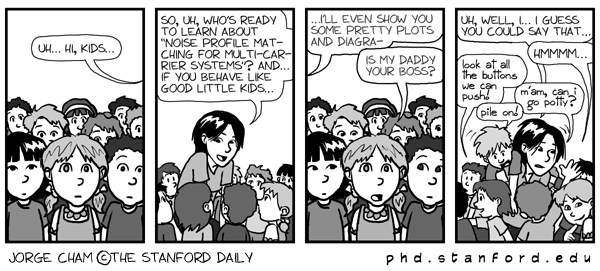 UH... HI, KIDS...
SO, UH, WHO'S READY
TO LEARN ABOUT
"NOISE PROFILE MAT-
CHING FOR MULTI-CAR-
RIER SYSTEMS"? AND...
IF YOU BEHAVE LIKE
GOOD LITTLE KIDS...
...I'LL EVEN SHOW YOU
SOME PRETTY PLOTS
AND DIAGRA-
IS MY DADDY
YOUR BOSS?
UH, WELL, I... I GUESS
YOU COULD SAY THAT...
HMMMM...
look at all
the buttons
we can
push!
m'am, can i
go potty?
pile on!
JORGE CHAM ©THE STANFORD DAILY
phd.stanford.edu